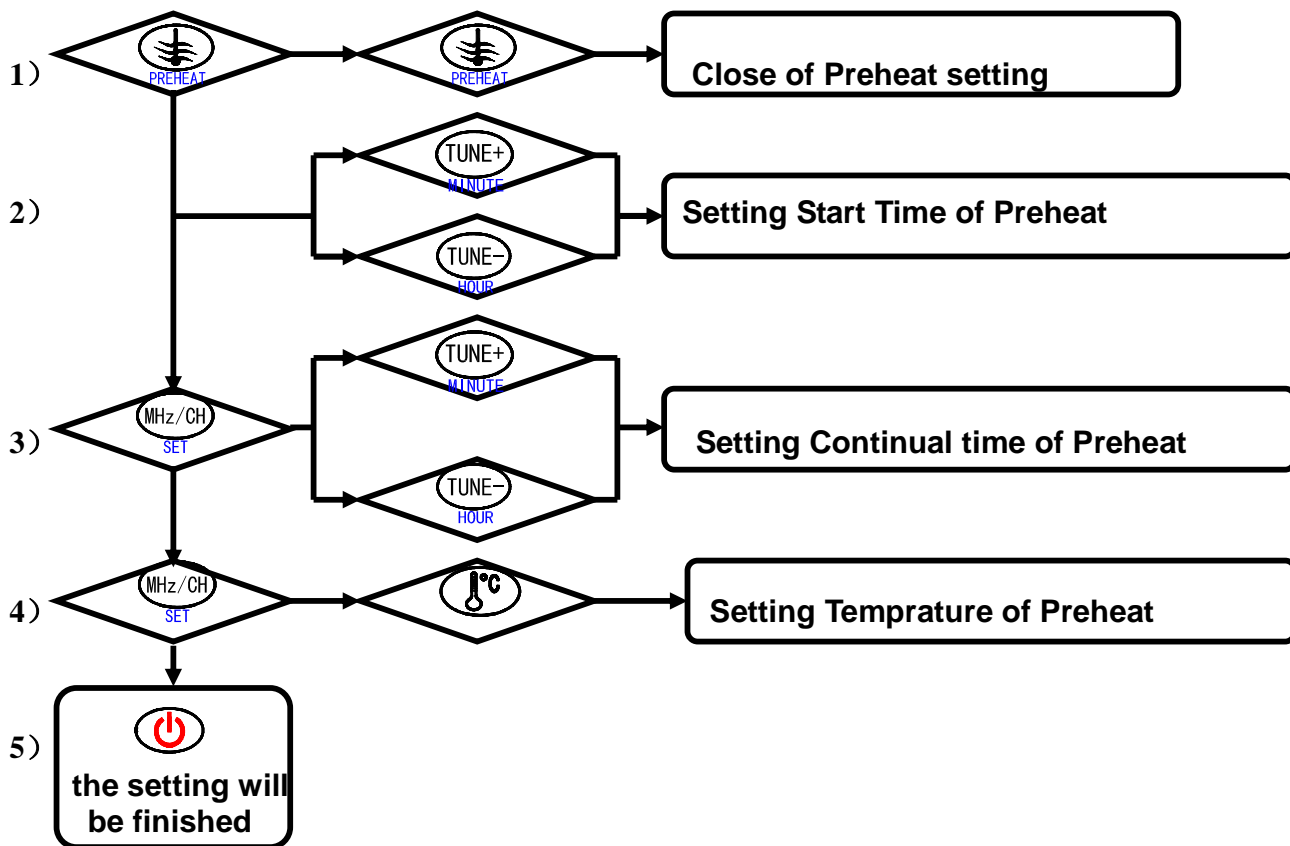 1）
PREHEAT
PREHEAT
Close of Preheat setting
2）
TUNE+
MINUTE
TUNE-
HOUR
Setting Start Time of Preheat
3）
MHz/CH
SET
TUNE+
MINUTE
TUNE-
HOUR
Setting Continual time of Preheat
4）
MHz/CH
SET
°C
Setting Temprature of Preheat
5）
the setting will
be finished